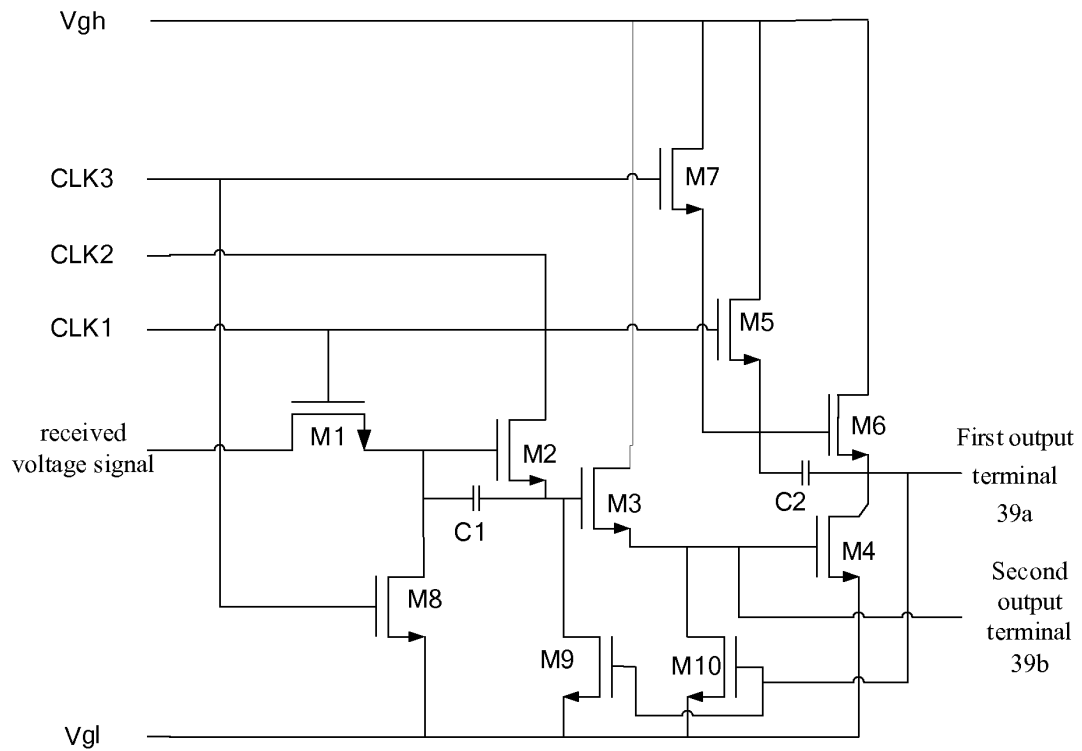 Vgh
CLK3
M7
CLK2
CLK1
M5
M1
received
voltage signal
M2
M6
First output
terminal
39a
C1
M3
C2
M4
M8
Second
output
terminal
39b
M9
M10
Vgl